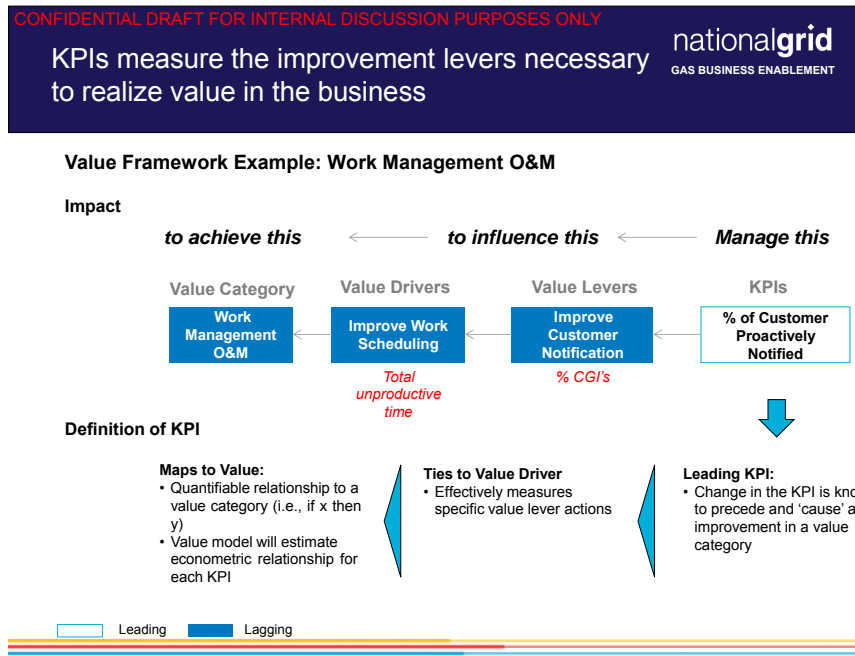 CONFIDENTIAL DRAFT FOR INTERNAL DISCUSSION PURPOSES ONLY
KPIs measure the improvement levers necessary
to realize value in the business
nationalgrid
GAS BUSINESS ENABLEMENT
Value Framework Example: Work Management O&M
Impact
to achieve this
to influence this
Manage this
Value Category
Value Drivers
Value Levers
KPIs
Work
Management
O&M
Improve Work
Scheduling
Improve
Customer
Notification
% of Customer
Proactively
Notified
Total
unproductive
time
% CGI's
Definition of KPI
Maps to Value:
• Quantifiable relationship to a
value category (i.e., if x then
y)
• Value model will estimate
econometric relationship for
each KPI
Ties to Value Driver
• Effectively measures
specific value lever actions
Leading KPI:
• Change in the KPI is
to precede and ‘cause’
improvement in a value
category
Leading
Lagging